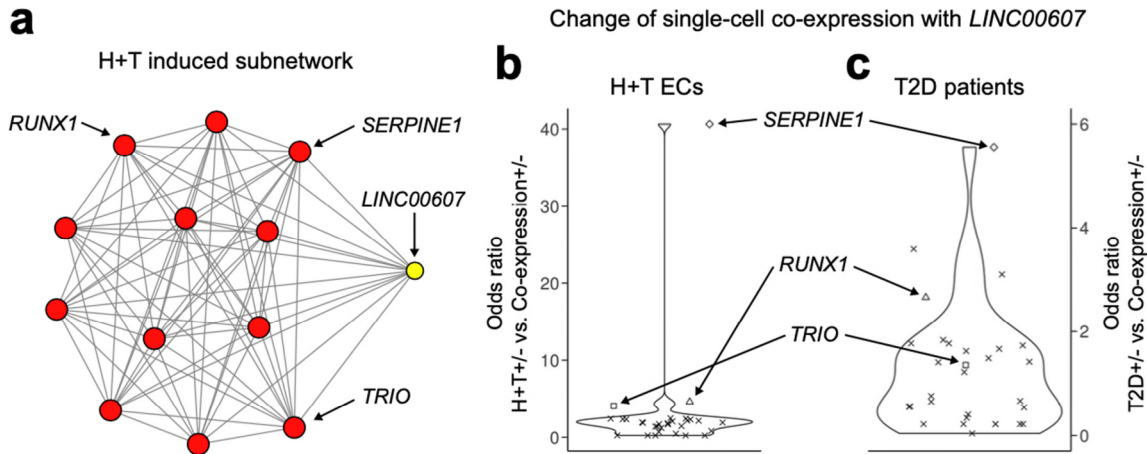 a
H+T induced subnetwork
RUNX1
SERPINE1
LINC00607
TRIO
Change of single-cell co-expression with LINC00607
b
c
H+T ECs
T2D patients
SERPINE1
RUNX1
TRIO
Odds ratio
H+T+/- vs. Co-expression+/-
40
30
20
10
0
Odds ratio
T2D+/- vs. Co-expression+/-
6
4
2
0